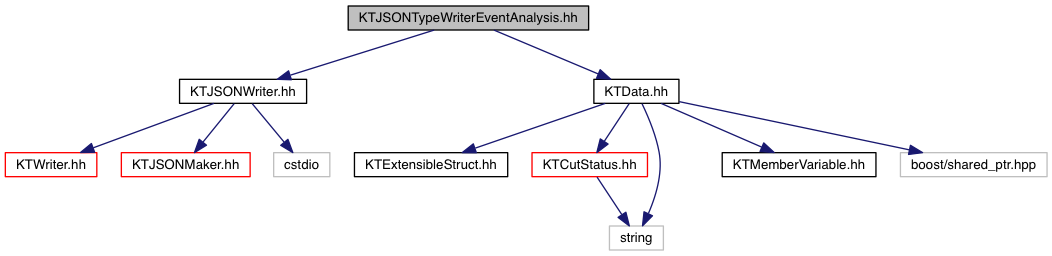 KTJSONTypeWriterEventAnalysis.hh
KTJSONWriter.hh
KTData.hh
KTWriter.hh
KTJSONMaker.hh
cstdio
KTExtensibleStruct.hh
KTCutStatus.hh
KTMemberVariable.hh
boost/shared_ptr.hpp
string